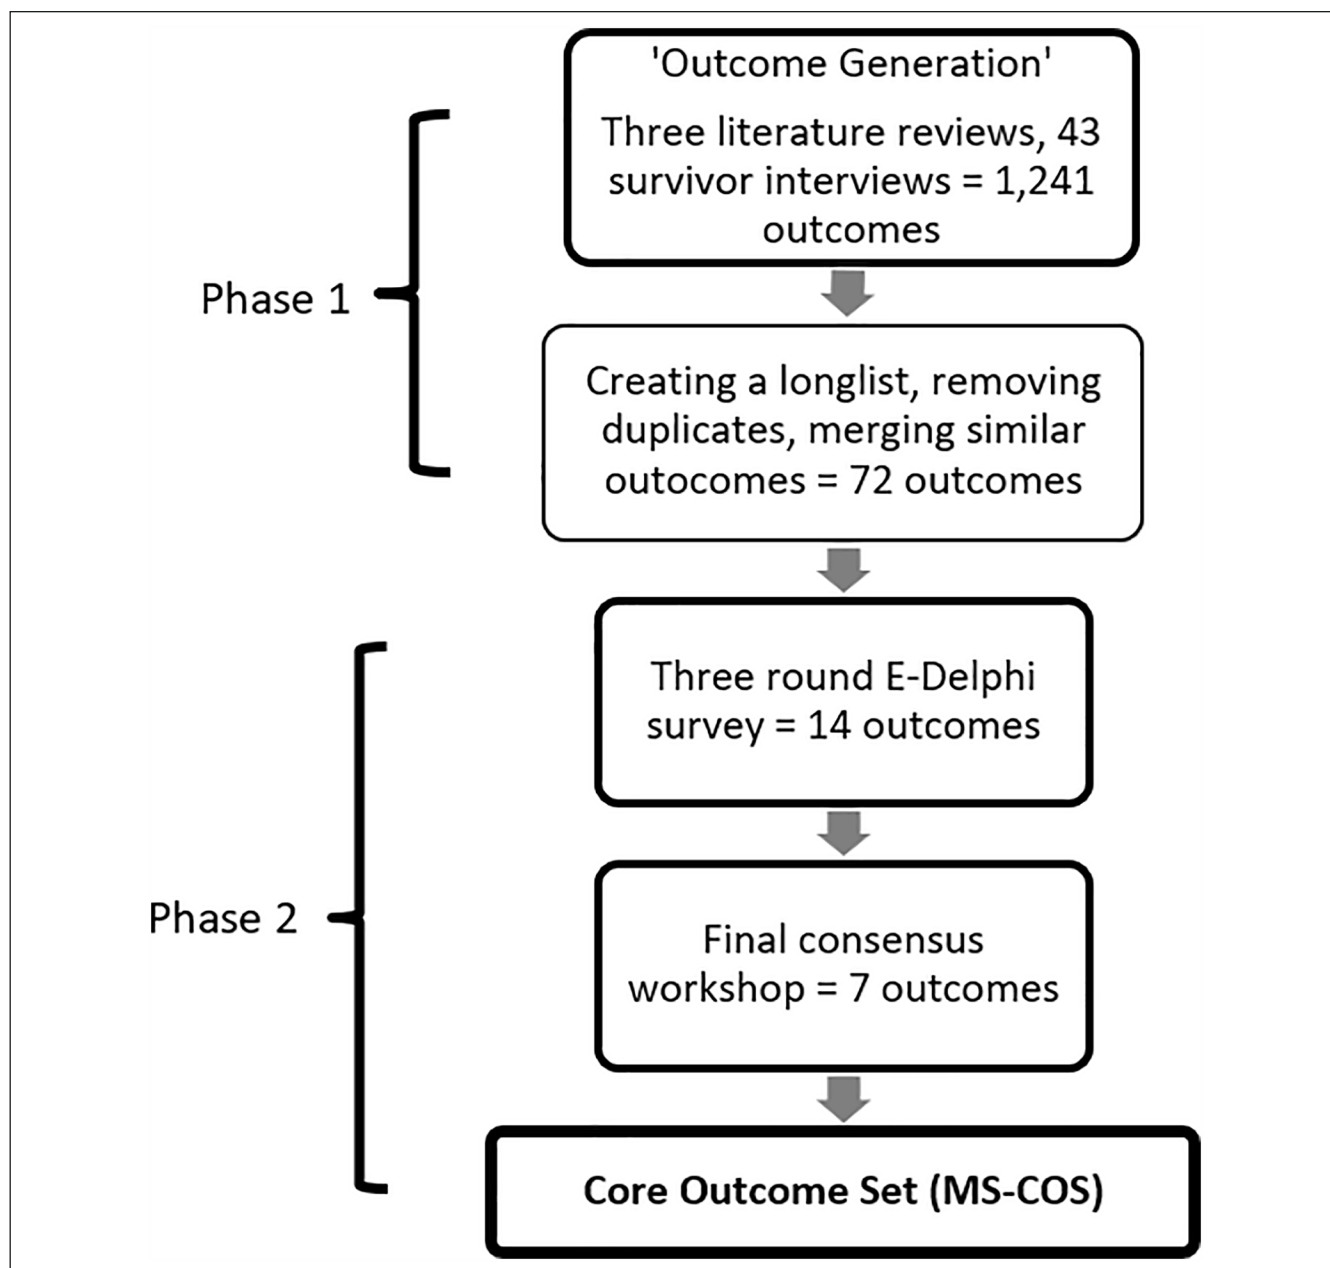 'Outcome Generation'
Three literature reviews, 43
survivor interviews = 1,241
outcomes
Phase 1
Creating a longlist, removing
duplicates, merging similar
outocomes = 72 outcomes
Three round E-Delphi
survey = 14 outcomes
Phase 2
Final consensus
workshop = 7 outcomes
Core Outcome Set (MS-COS)